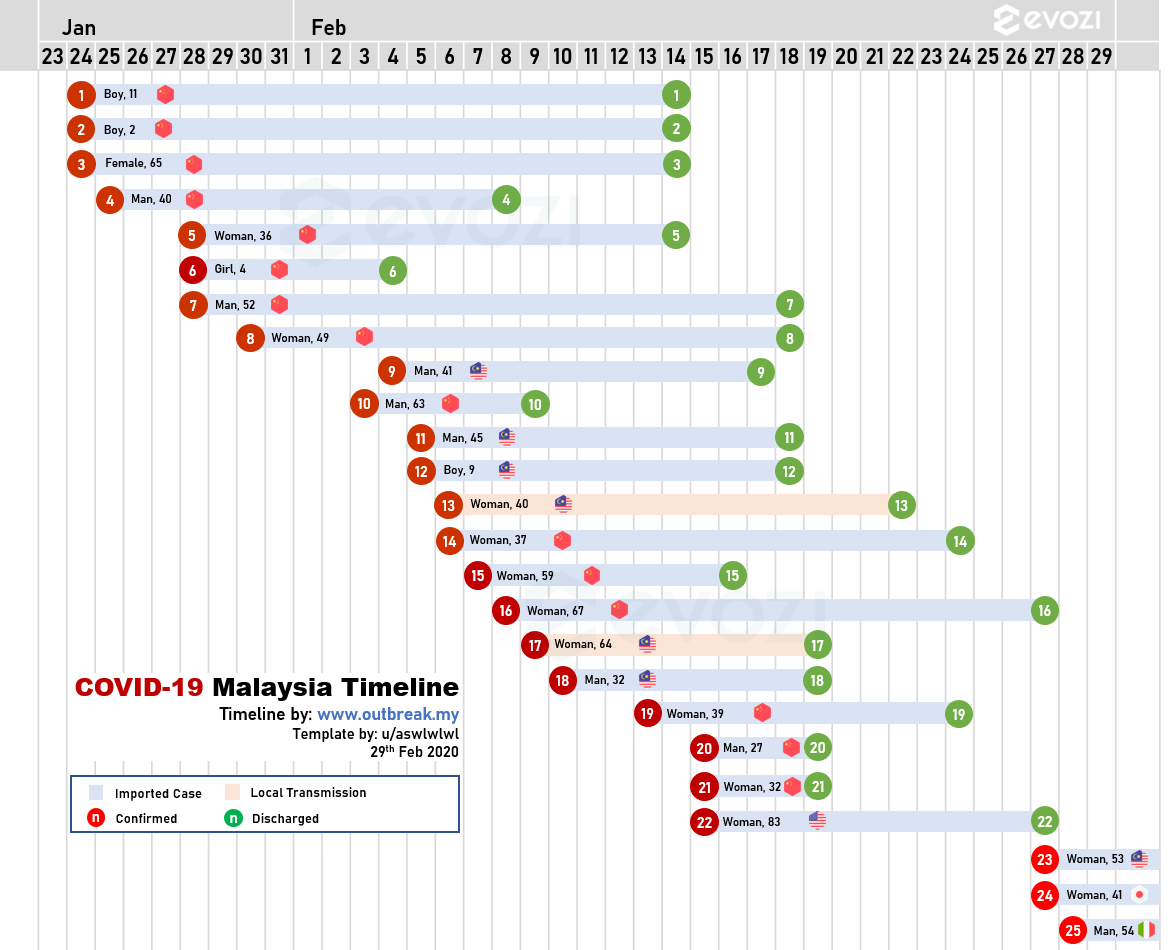 Jan Feb evozi
23 24 25 26 27 28 29 30 31 1 2 3 4 5 6 7 8 9 10 11 12 13 14 15 16 17 18 19 20 21 22 23 24 25 26 27 28 29
1 Boy, 11 1
2 Boy, 2 2
3 Female, 65 3
4 Man, 40 4
evozi
5 Woman, 36 5
6 Girl, 4 6
7 Man, 52 7
8 Woman, 49 8
9 Man, 41 9
10 Man, 63 10
11 Man, 45 11
12 Boy, 9 12
13 Woman, 40 13
14 Woman, 37 14
15 Woman, 59 15
16 Woman, 67 16
evozi
17 Woman, 64 17
18 Man, 32 18
19 Woman, 39 19
20 Man, 27 20
21 Woman, 32 21
22 Woman, 83 22
23 Woman, 53
24 Woman, 41
25 Man, 54
COVID-19 Malaysia Timeline
Timeline by: www.outbreak.my
Template by: u/aswlwlwl
29th Feb 2020
Imported Case Local Transmission
n Confirmed n Discharged